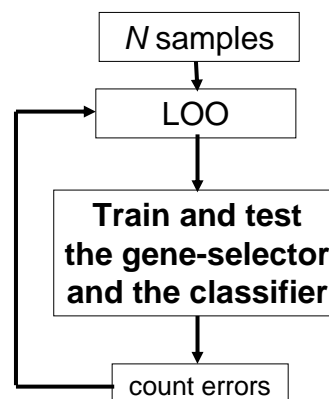 N samples
LOO
Train and test
the gene-selector
and the classifier
count errors